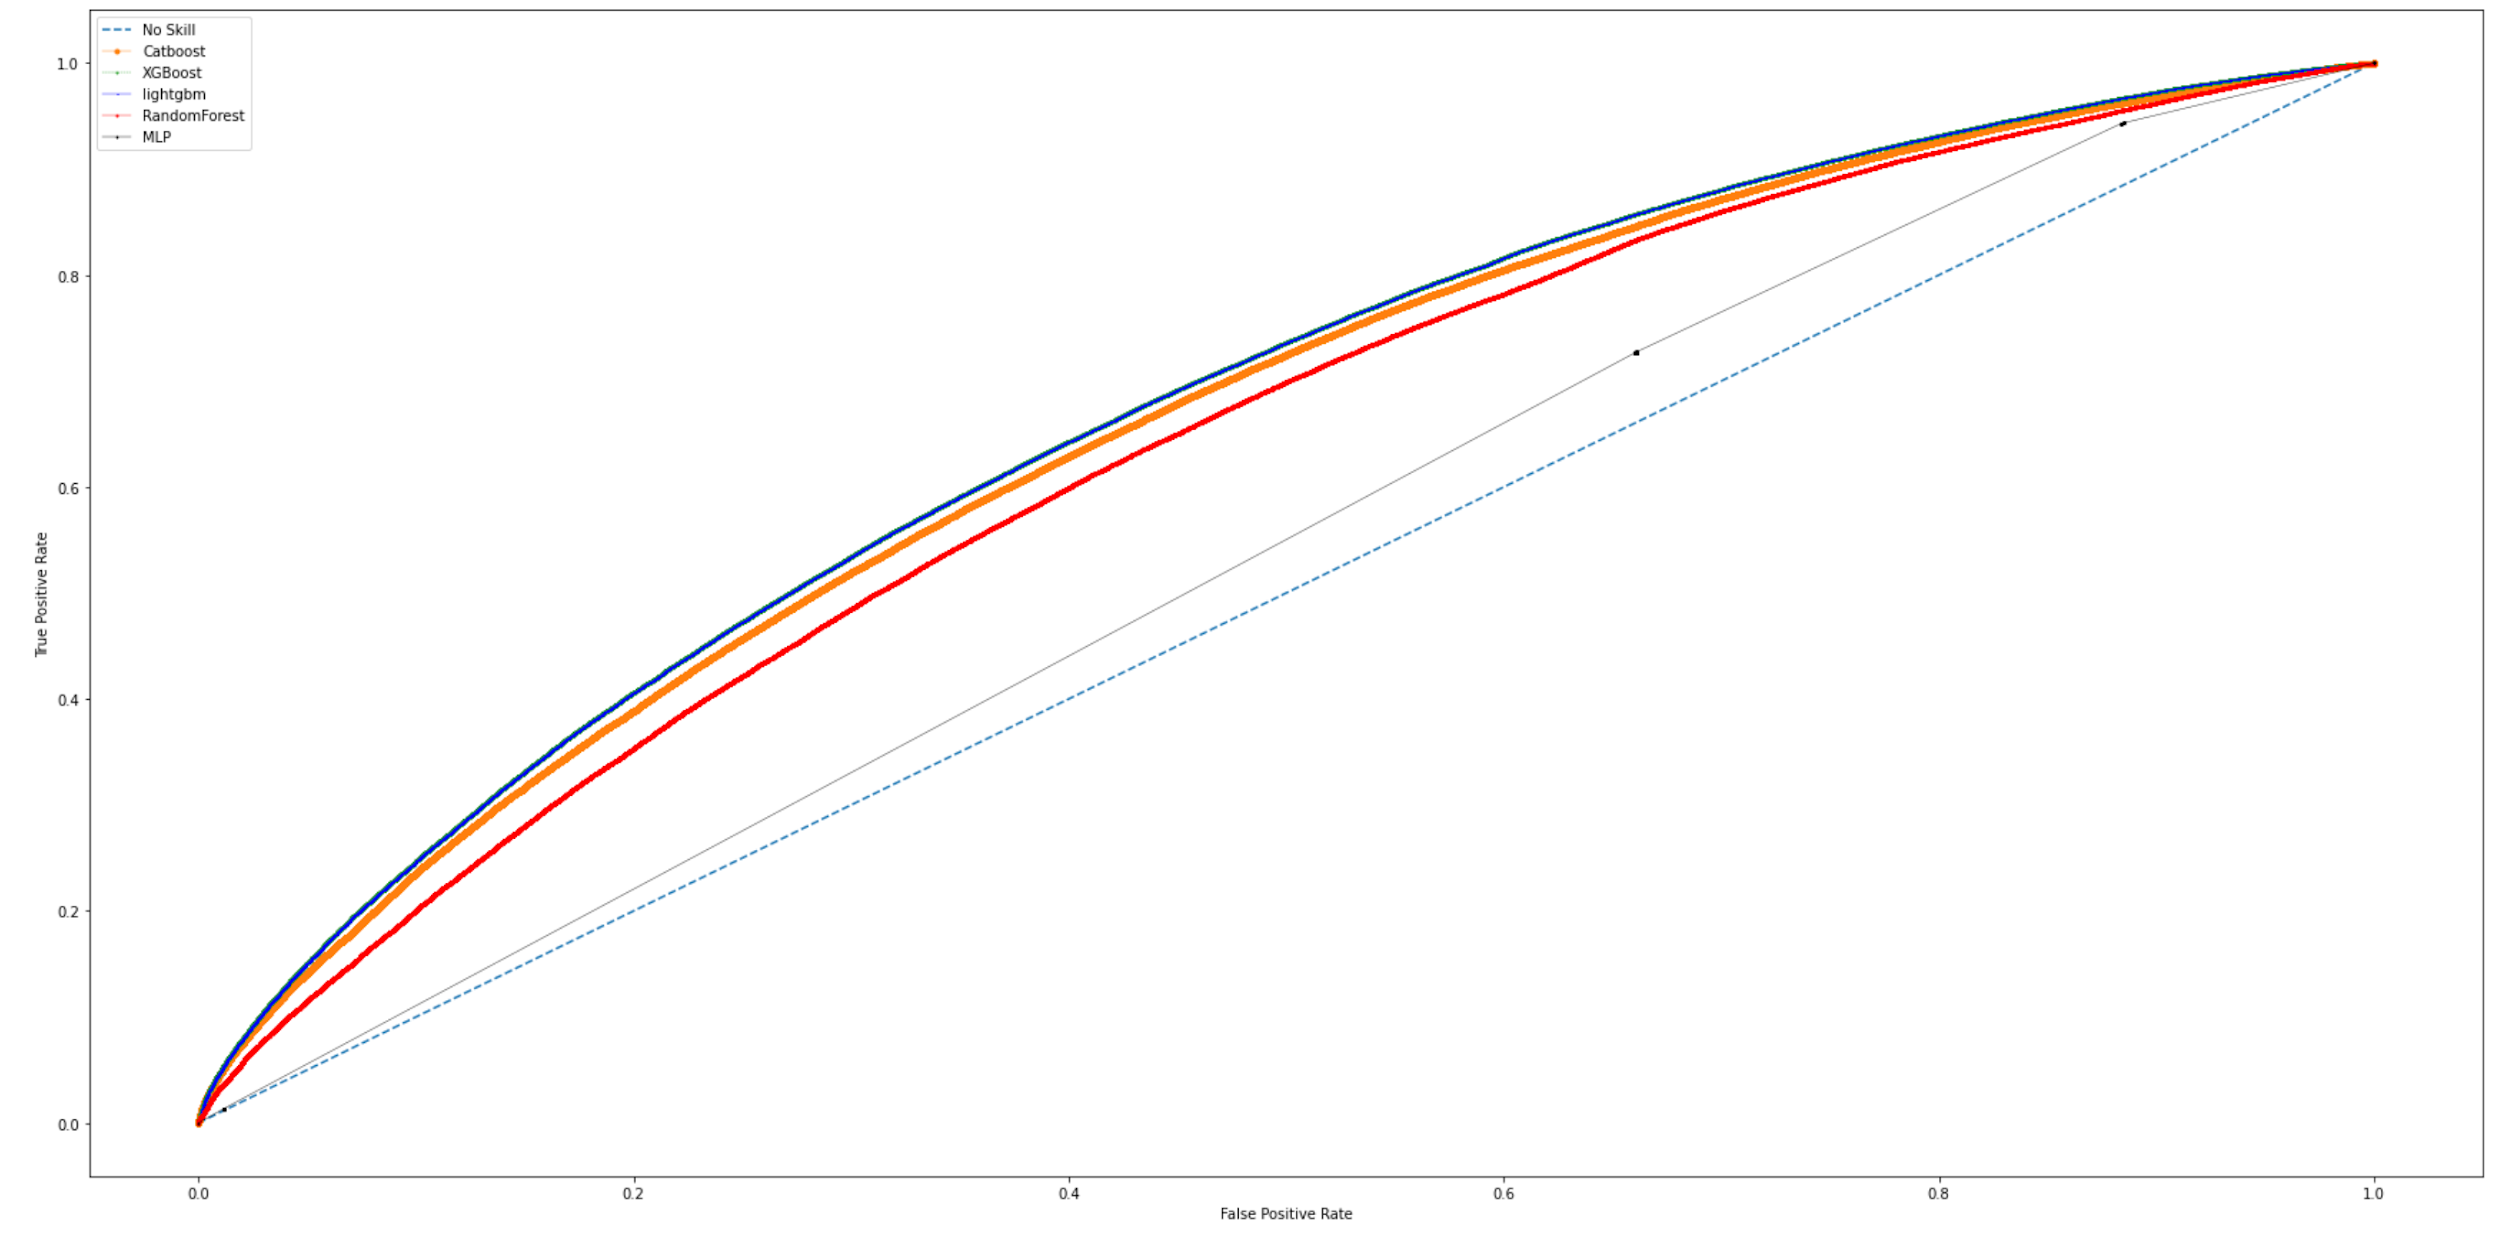 No Skill
Catboost
XGBoost
lightgbm
RandomForest
MLP
1.0
0.8
0.6
0.4
0.2
0.0
True Positive Rate
0.0 0.2 0.4 0.6 0.8 1.0
False Positive Rate